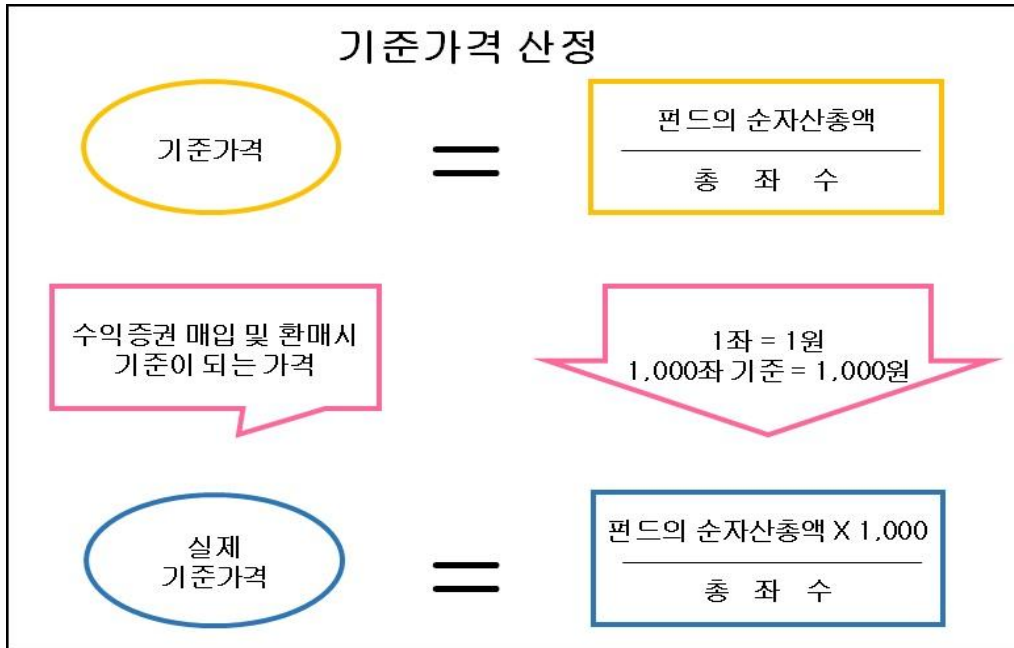 기준가격 산정
기준가격
=
펀드의 순자산총액
총 좌 수
수익증권 매입 및 환매시
기준이 되는 가격
1좌 = 1원
1,000좌 기준 = 1,000원
실제
기준가격
=
펀드의 순자산총액 X 1,000
총 좌 수